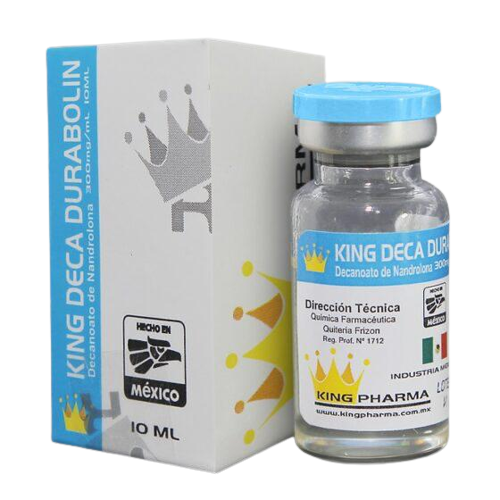 KING DECA DURABOLIN
Decanoato de Nandrolona 300mg/mL 10ML
HECHO EN
MÉXICO
10 ML
KING DECA DURA
Decanoato de Nandrolona 300m
Dirección Técnica
Química Farmacéutica
Quiteria Frizon
Reg. Prof. Nº 1712
HECHO EN
México
INDUSTRIA ME
KING PHARMA
www.kingpharma.com.mx
LOTE